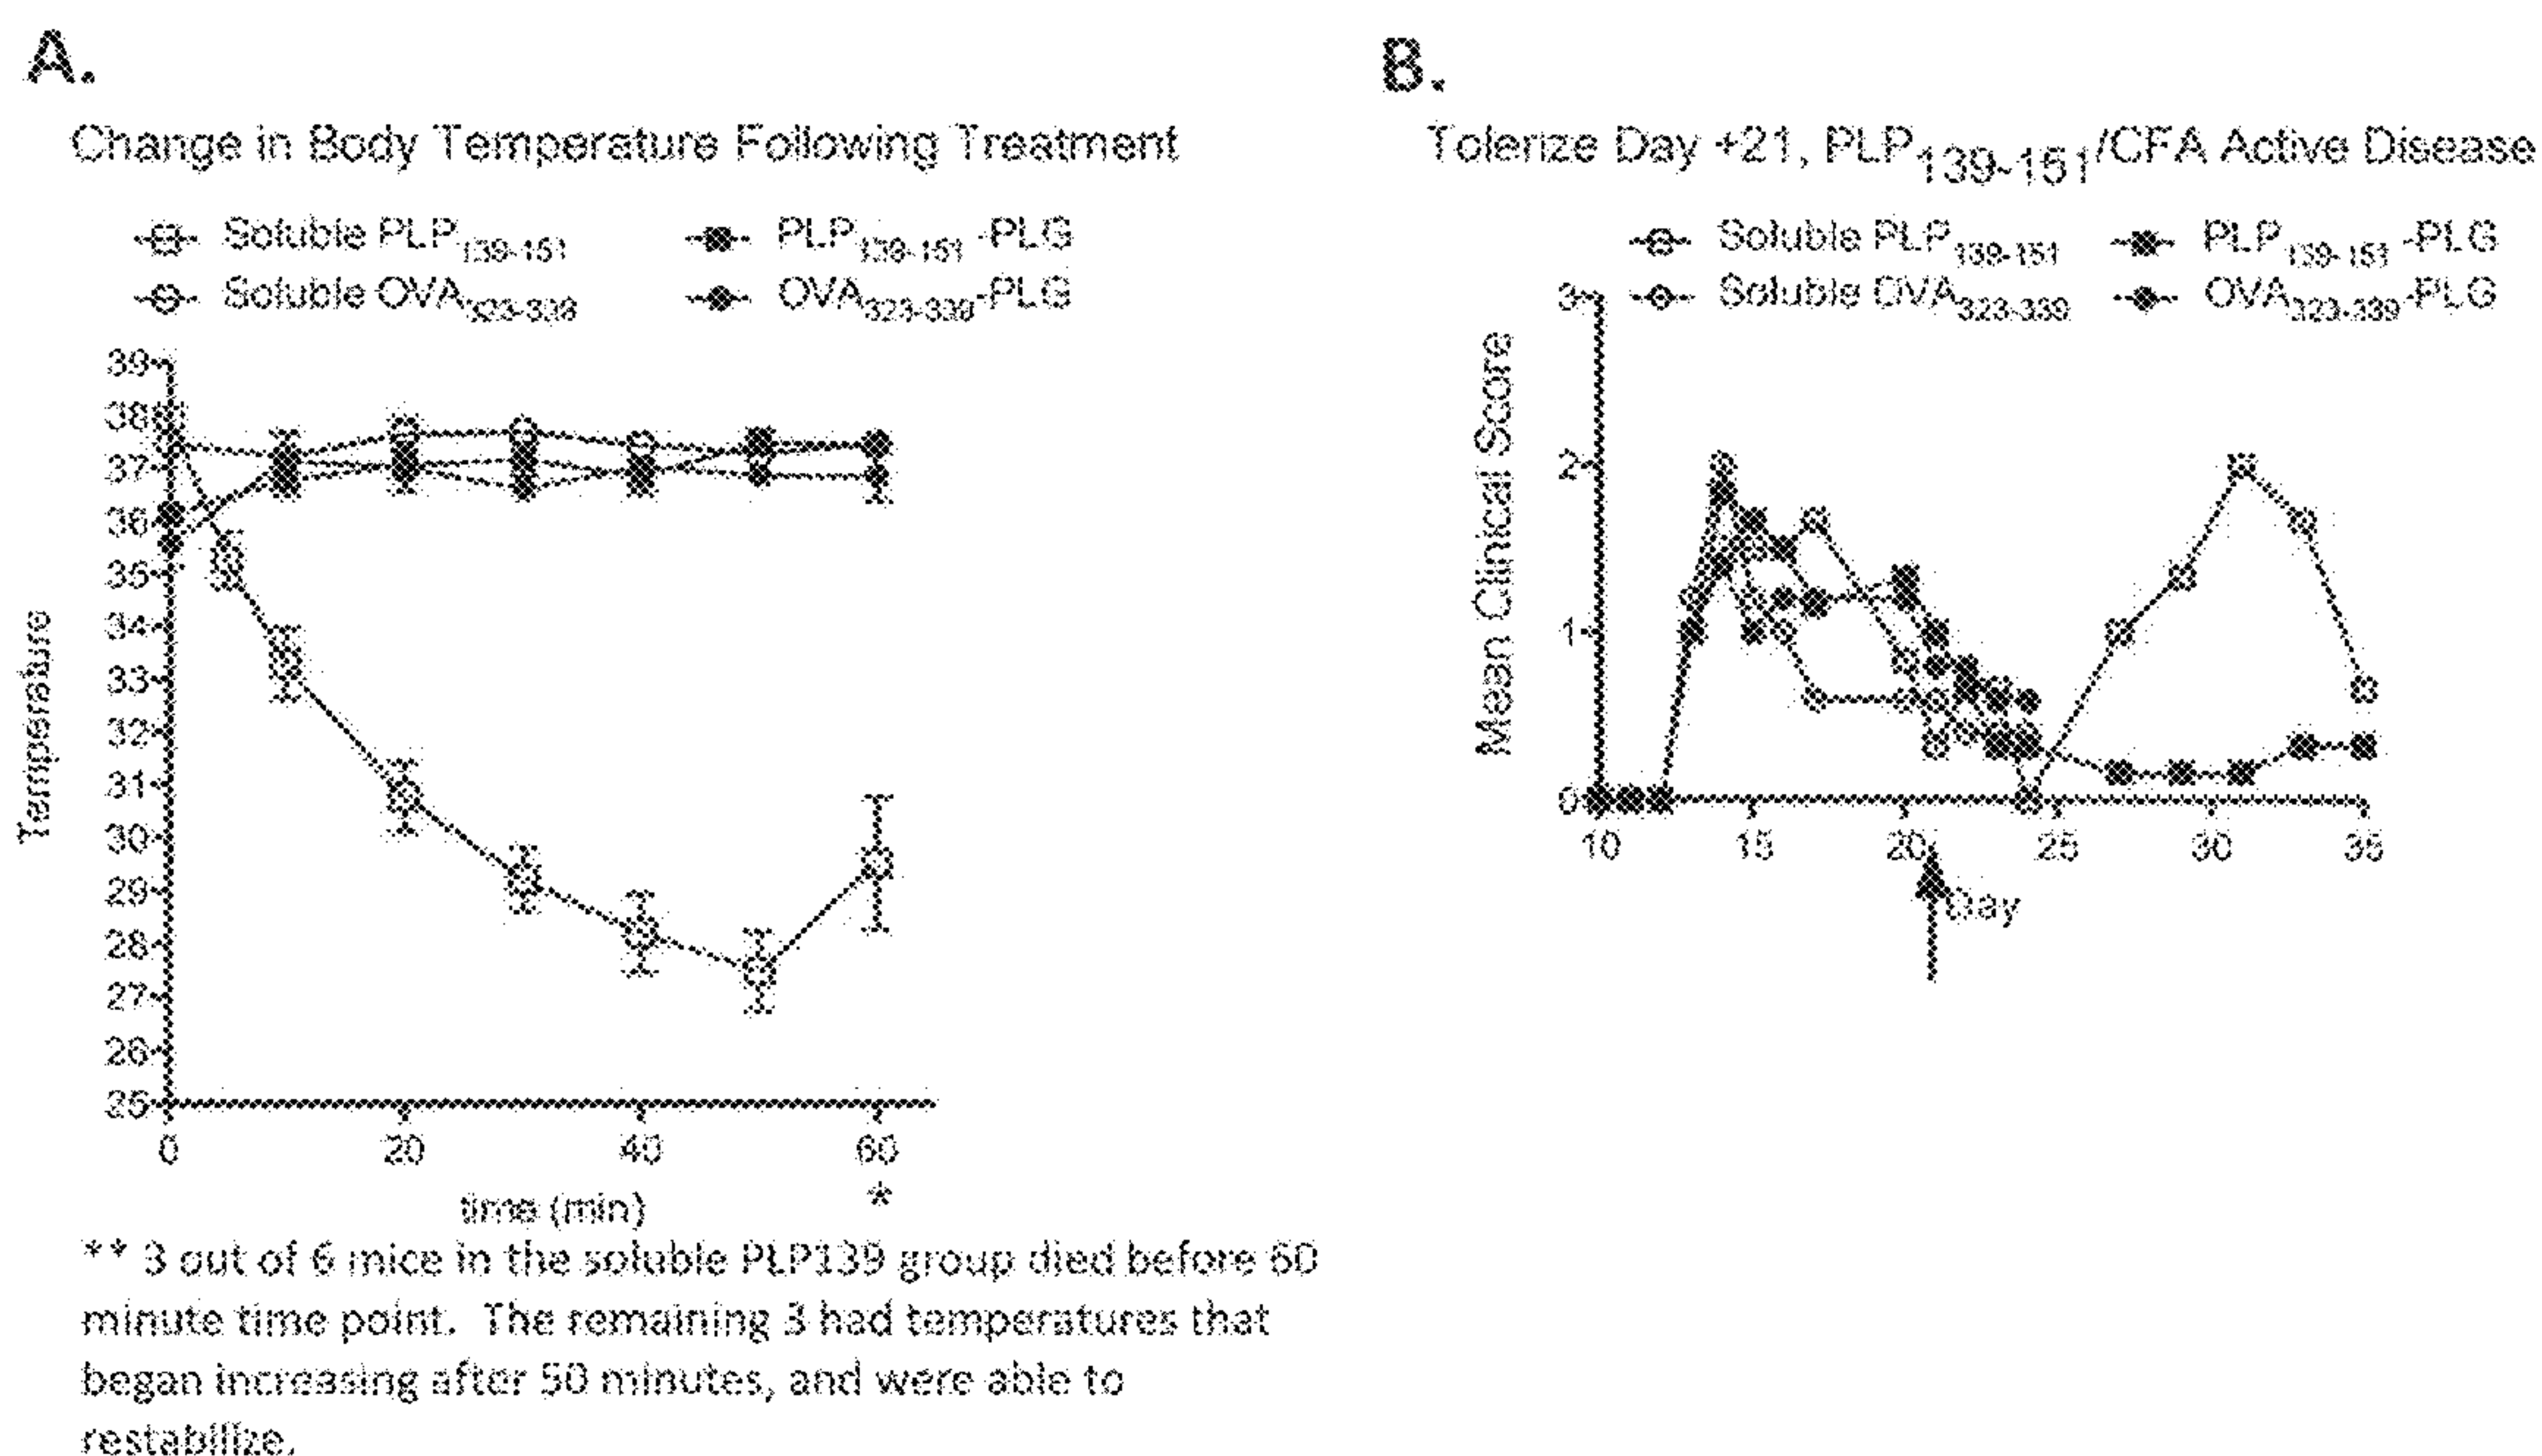 A.
Change in Body Temperature Following Treatment
Soluble PLP139-151
PLP139-151-PLG
Soluble OVA323-339
OVA323-339-PLG
39
38
37
36
35
34
33
32
31
30
29
28
27
26
25
Temperature
0 20 40 60
*
time (min)
** 3 out of 6 mice in the soluble PLP139 group died before 60
minute time point. The remaining 3 had temperatures that
began increasing after 50 minutes, and were able to
restabilize.
B.
Tolerize Day +21, PLP139-151/CFA Active Disease
Soluble PLP139-151
PLP139-151-PLG
Soluble OVA323-339
OVA323-339-PLG
3
2
1
0
Mean Clinical Score
10 15 20 25 30 35
Day